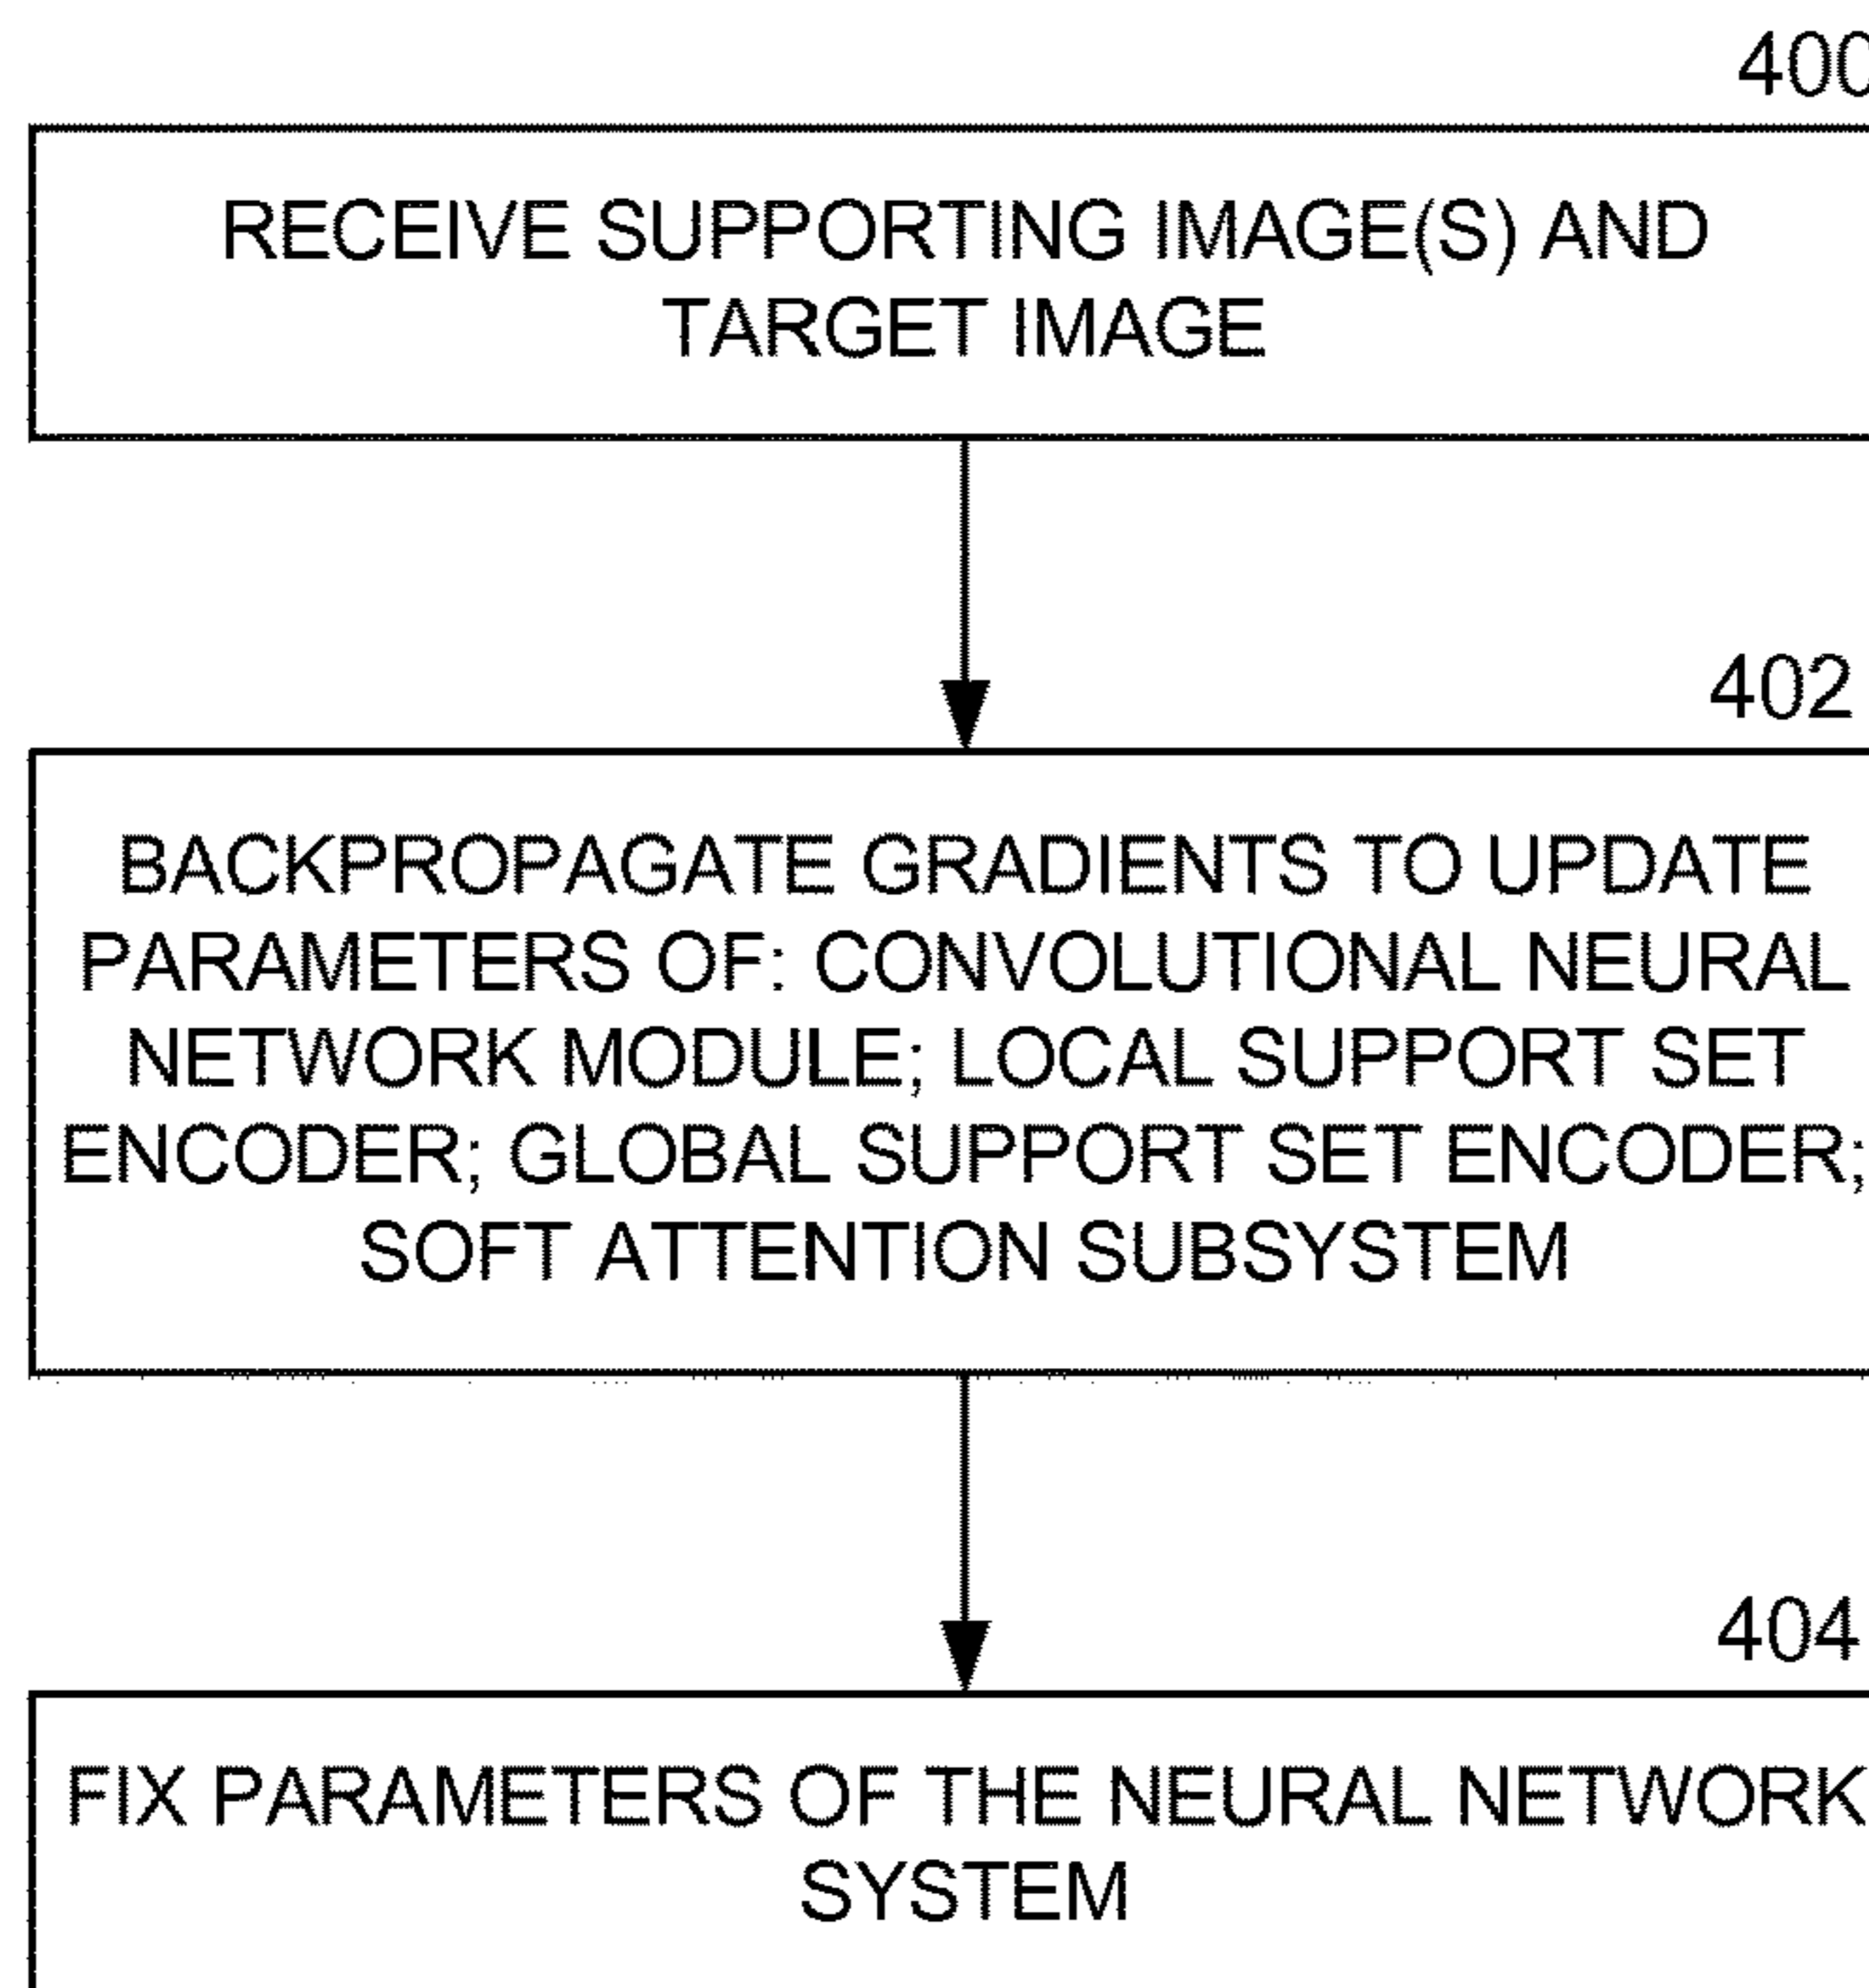 400
RECEIVE SUPPORTING IMAGE(S) AND
TARGET IMAGE
402
BACKPROPAGATE GRADIENTS TO UPDATE
PARAMETERS OF: CONVOLUTIONAL NEURAL
NETWORK MODULE; LOCAL SUPPORT SET
ENCODER; GLOBAL SUPPORT SET ENCODER;
SOFT ATTENTION SUBSYSTEM
404
FIX PARAMETERS OF THE NEURAL NETWORK
SYSTEM